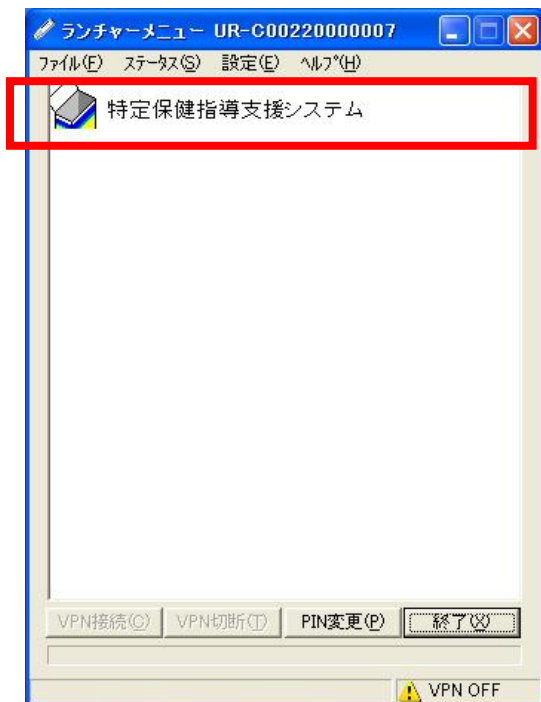 ランチャーメニュー UR-C00220000007
ファイル(F) ステータス(S) 設定(E) ヘルプ(H)
特定保健指導支援システム
VPN接続(C) VPN切断(T) PIN変更(P) 終了(X)
VPN OFF